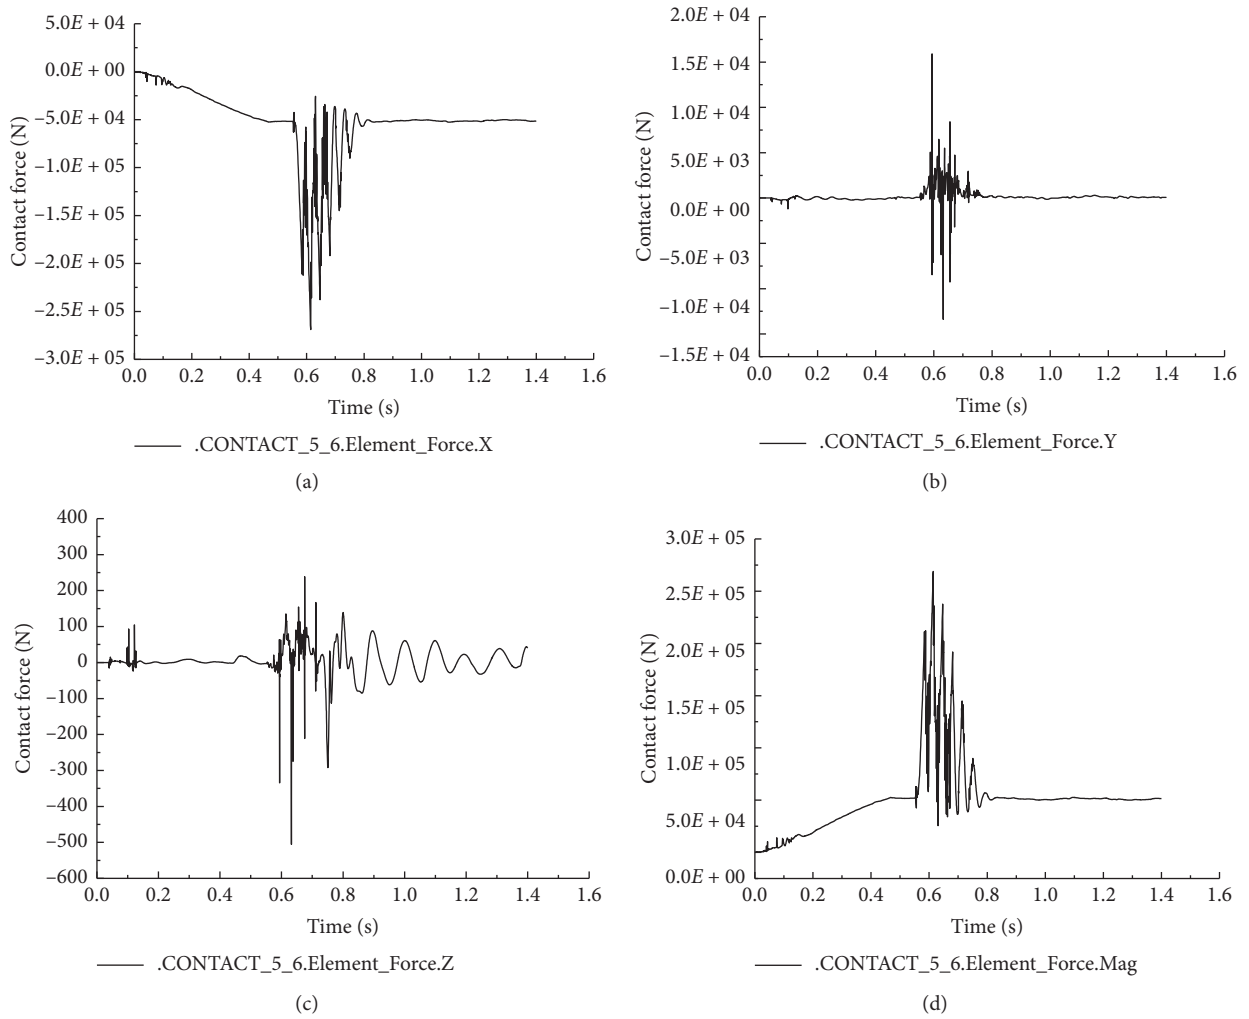 5.0E + 04
0.0E + 00
–5.0E + 04
–1.0E + 05
–1.5E + 05
–2.0E + 05
–2.5E + 05
–3.0E + 05
Contact force (N)
0.0 0.2 0.4 0.6 0.8 1.0 1.2 1.4 1.6
Time (s)
.CONTACT_5_6.Element_Force.X
(a)
2.0E + 04
1.5E + 04
1.0E + 04
5.0E + 03
0.0E + 00
–5.0E + 03
–1.0E + 04
–1.5E + 04
Contact force (N)
0.0 0.2 0.4 0.6 0.8 1.0 1.2 1.4 1.6
Time (s)
.CONTACT_5_6.Element_Force.Y
(b)
400
300
200
100
0
-100
-200
-300
–400
–500
–600
Contact force (N)
0.0 0.2 0.4 0.6 0.8 1.0 1.2 1.4 1.6
Time (s)
.CONTACT_5_6.Element_Force.Z
(c)
3.0E + 05
2.5E + 05
2.0E + 05
1.5E + 05
1.0E + 05
5.0E + 04
0.0E + 00
Contact force (N)
0.0 0.2 0.4 0.6 0.8 1.0 1.2 1.4 1.6
Time (s)
.CONTACT_5_6.Element_Force.Mag
(d)